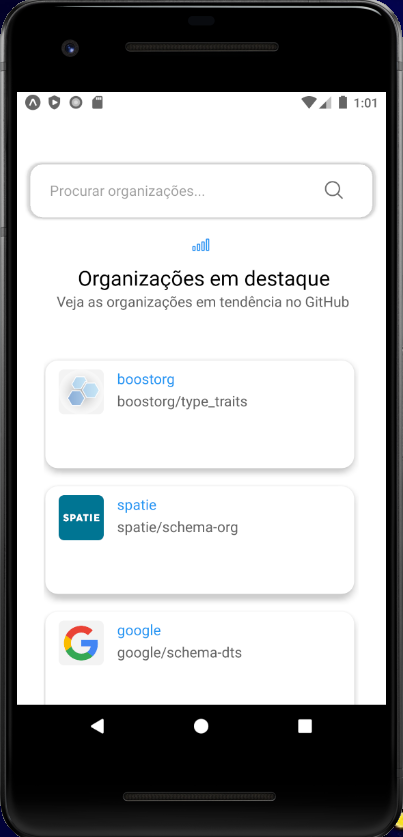 1:01
Procurar organizações...
Organizações em destaque
Veja as organizações em tendência no GitHub
boostorg
boostorg/type_traits
SPATIE
spatie
spatie/schema-org
google
google/schema-dts